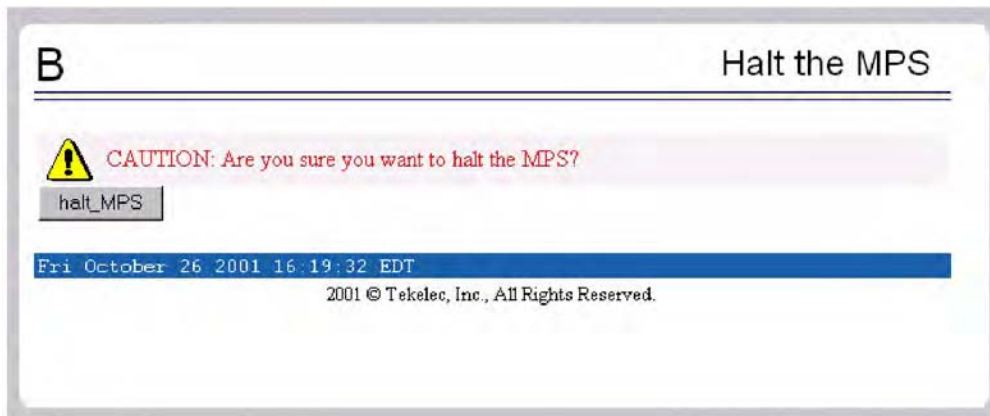 B
Halt the MPS
CAUTION: Are you sure you want to halt the MPS?
halt_MPS
Fri October 26 2001 16:19:32 EDT
2001 © Tekelec, Inc., All Rights Reserved.